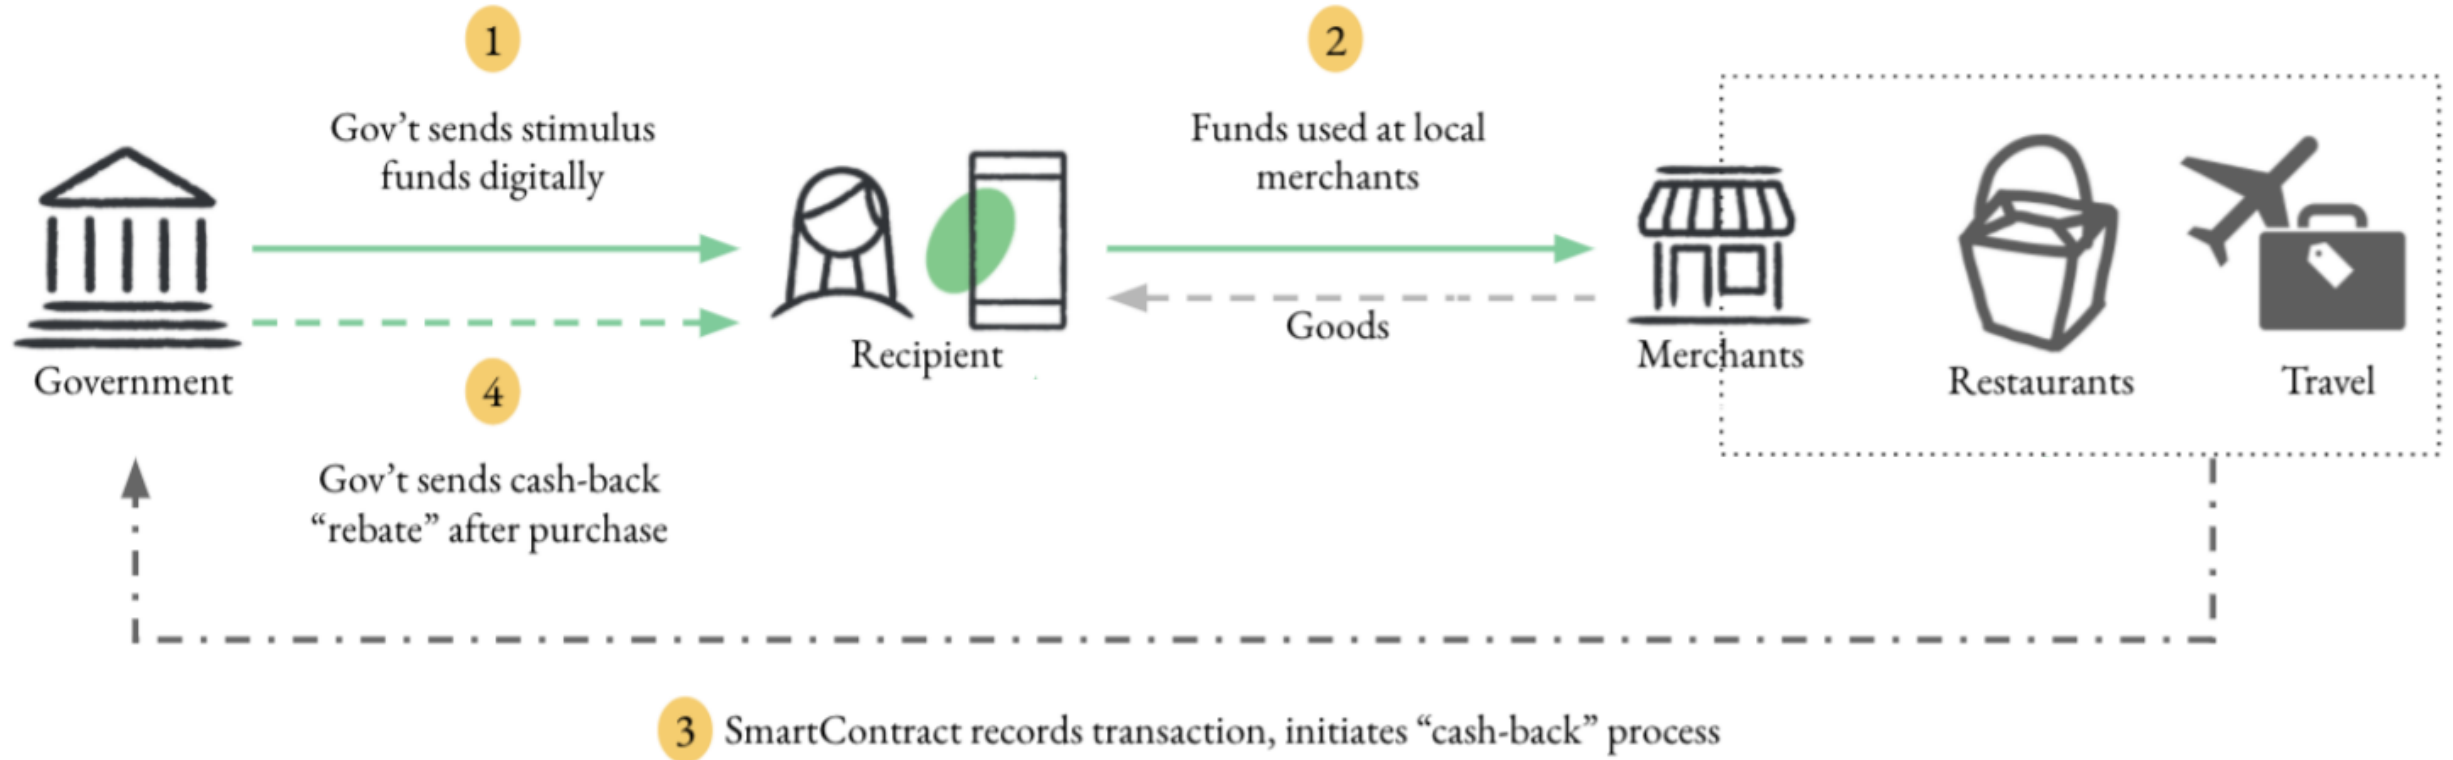 1
Gov’t sends stimulus
funds digitally
2
Funds used at local
merchants
Goods
Government
Recipient
Merchants
Restaurants
Travel
4
Gov’t sends cash-back
“rebate” after purchase
3 SmartContract records transaction, initiates “cash-back” process